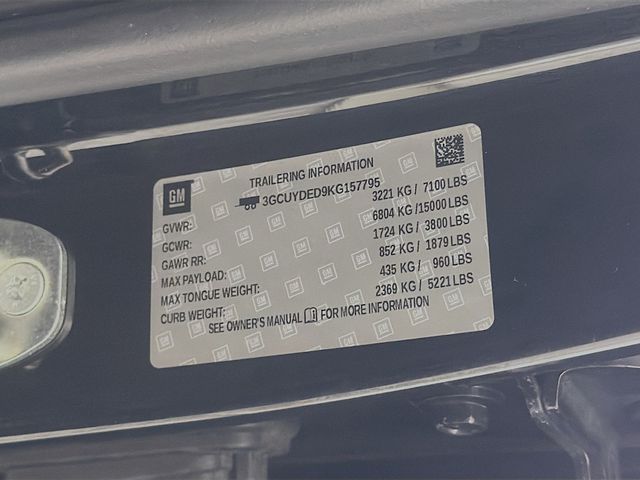 GM
TRAILERING INFORMATION
3GCUYDED9KG157795
GVWR: 3221 KG / 7100 LBS
GCWR: 6804 KG /15000 LBS
GAWR RR: 1724 KG / 3800 LBS
MAX PAYLOAD: 852 KG / 1879 LBS
MAX TONGUE WEIGHT: 435 KG / 960 LBS
CURB WEIGHT: 2369 KG / 5221 LBS
SEE OWNER'S MANUAL FOR MORE INFORMATION